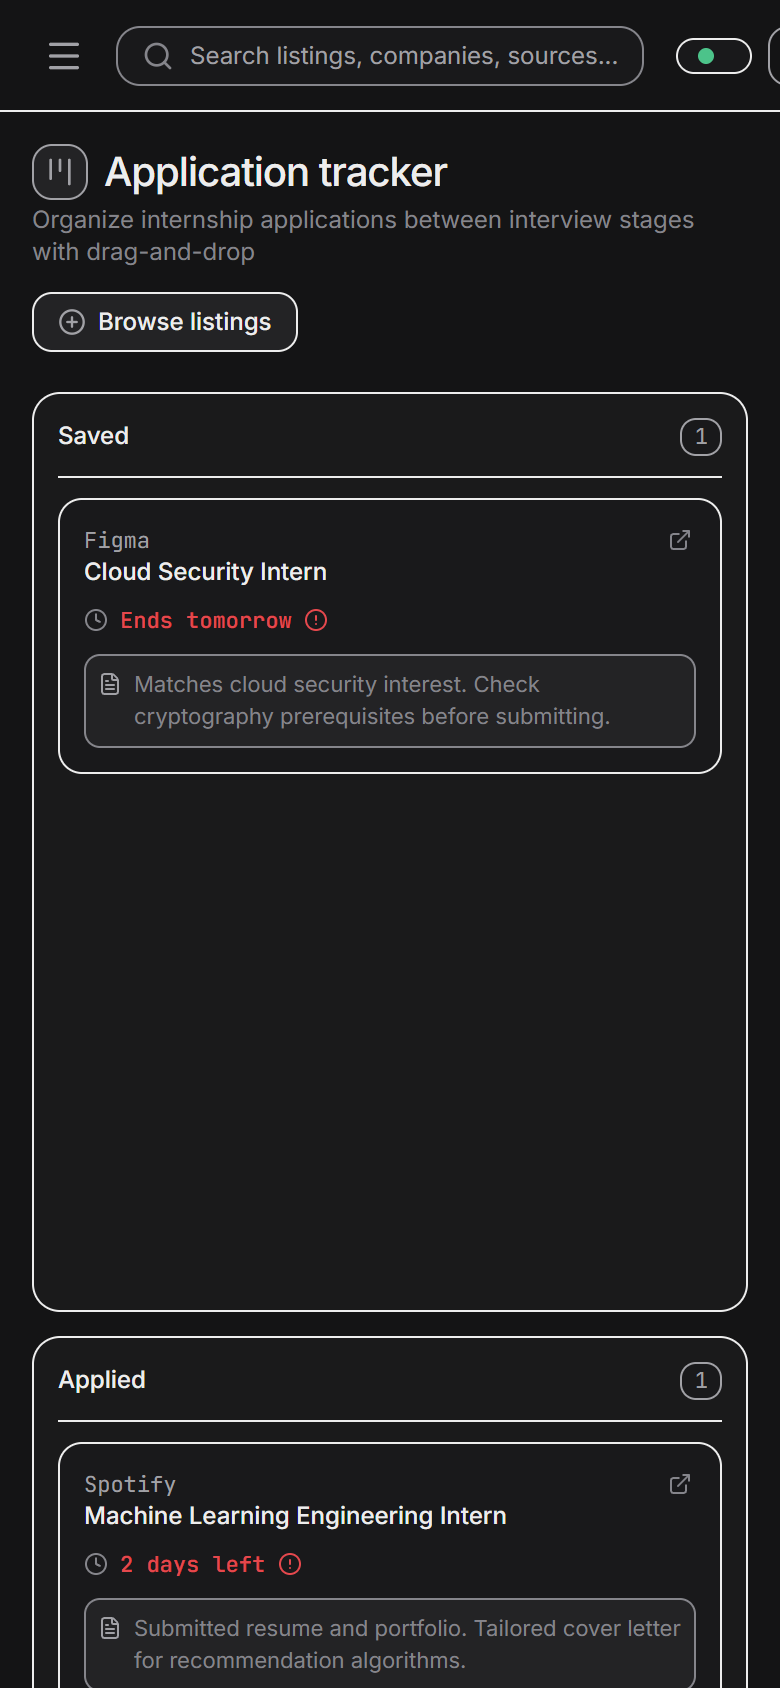 Search listings, companies, sources...
Application tracker
Organize internship applications between interview stages
with drag-and-drop
Browse listings
Saved
1
Figma
Cloud Security Intern
Ends tomorrow
Matches cloud security interest. Check
cryptography prerequisites before submitting.
Applied
1
Spotify
Machine Learning Engineering Intern
2 days left
Submitted resume and portfolio. Tailored cover letter
for recommendation algorithms.